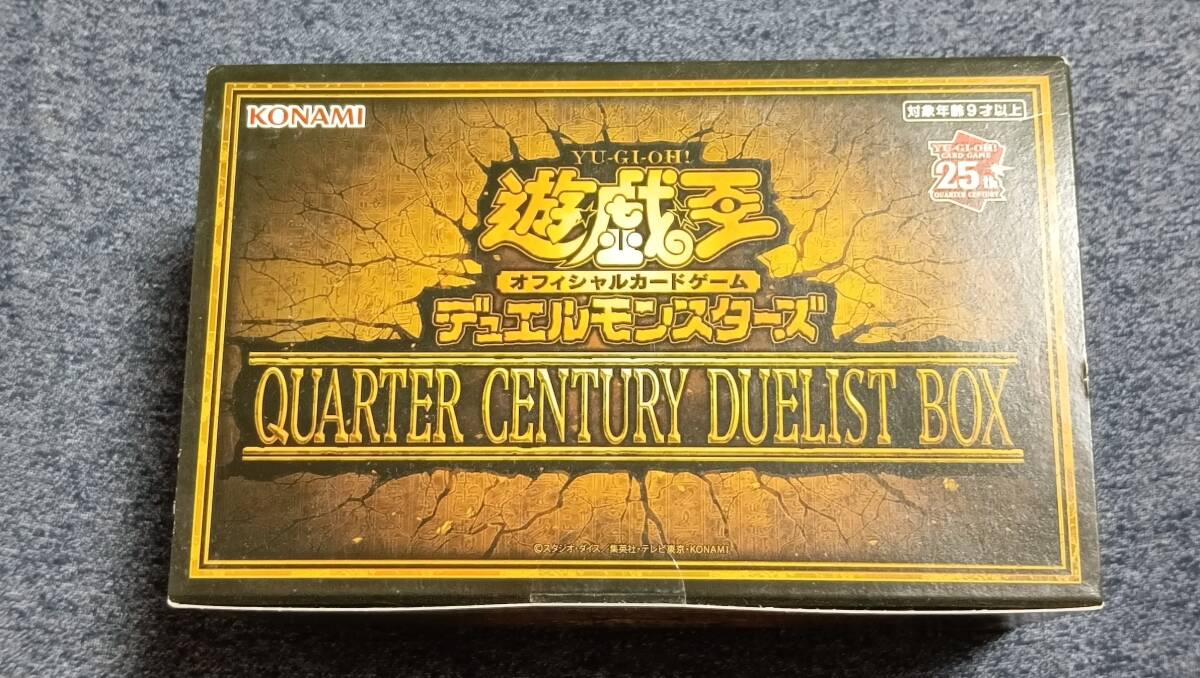 KONAMI
対象年齢9才以上
YU-GI-OH!
CARD GAME
25th
QUARTER CENTURY
YU-GI-OH!
遊戯王
オフィシャルカードゲーム
デュエルモンスターズ
QUARTER CENTURY DUELIST BOX
©スタジオ・ダイス/集英社・テレビ東京・KONAMI